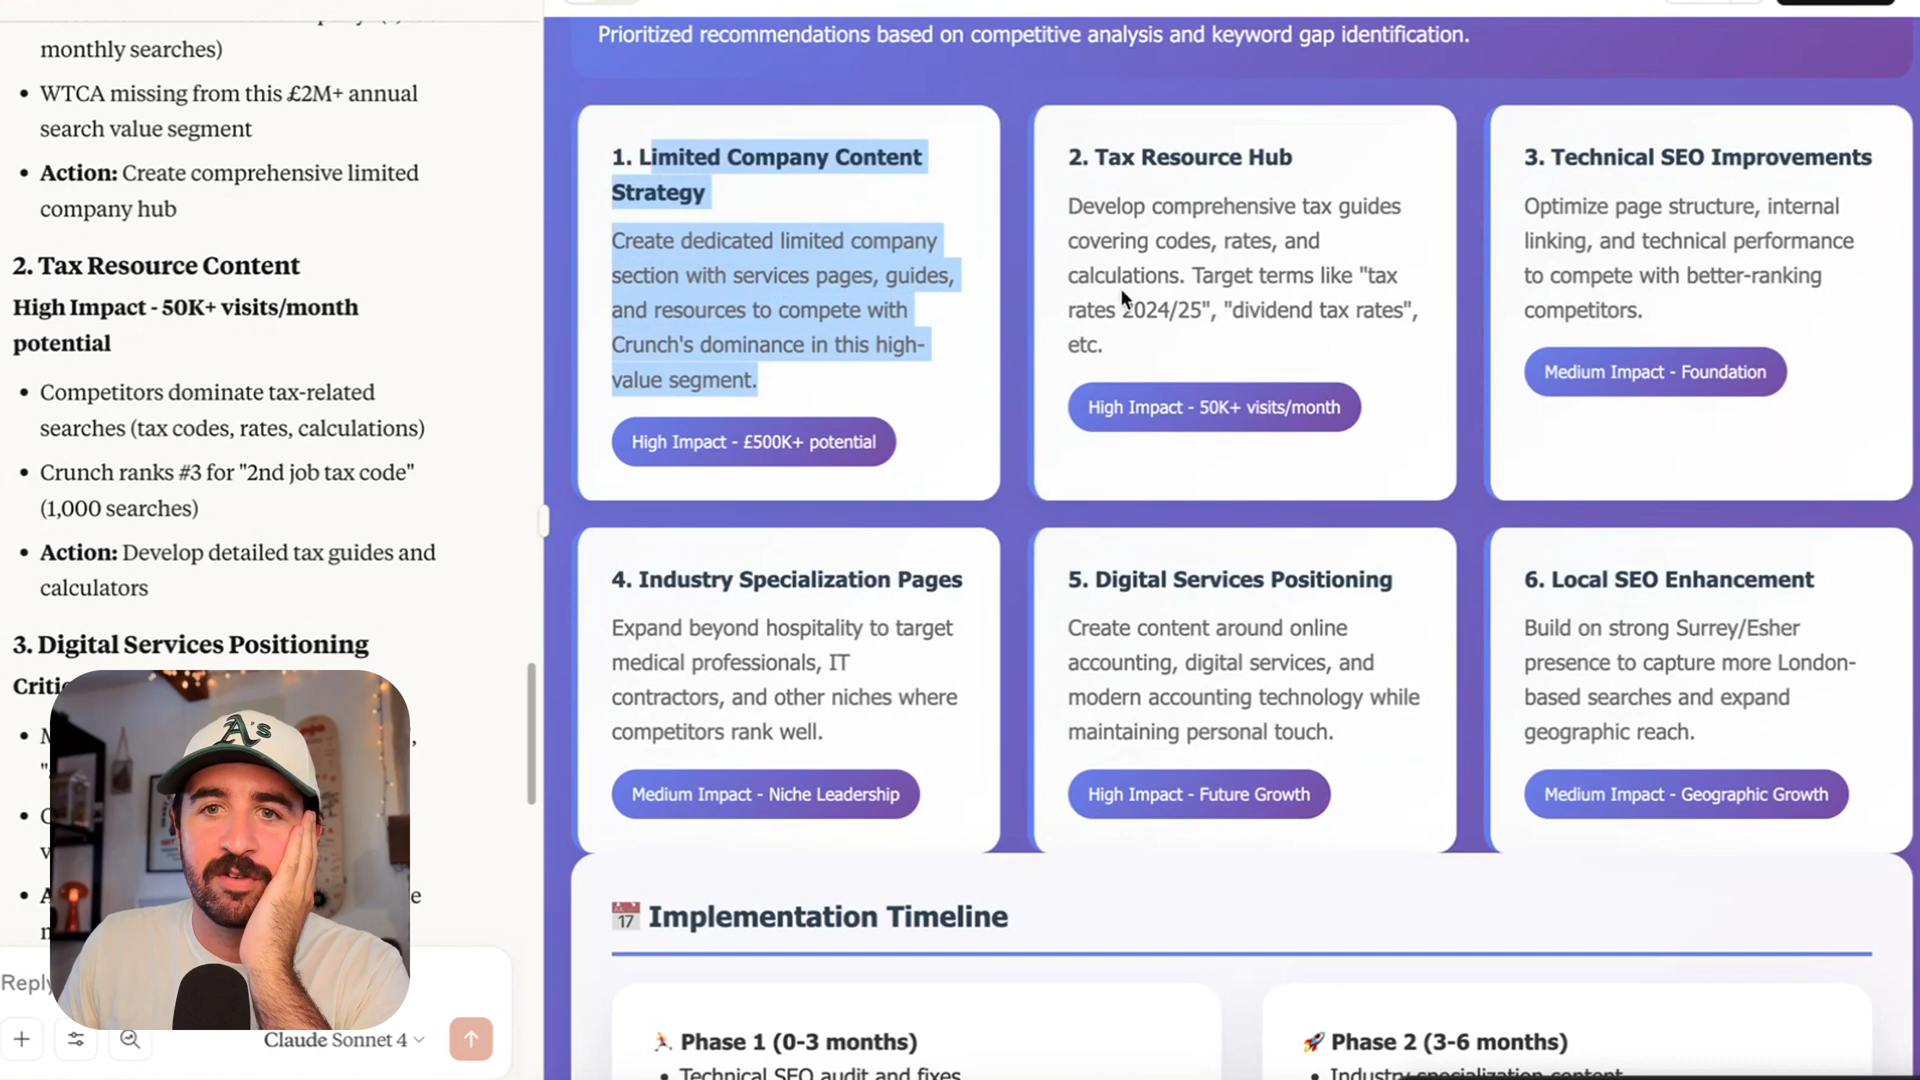 monthly searches)
• WTCA missing from this £2M+ annual
search value segment
• Action: Create comprehensive limited
company hub
2. Tax Resource Content
High Impact - 50K+ visits/month
potential
• Competitors dominate tax-related
searches (tax codes, rates, calculations)
• Crunch ranks #3 for "2nd job tax code"
(1,000 searches)
• Action: Develop detailed tax guides and
calculators
3. Digital Services Positioning
A's
Claude Sonnet 4
Prioritized recommendations based on competitive analysis and keyword gap identification.
1. Limited Company Content
Strategy
Create dedicated limited company
section with services pages, guides,
and resources to compete with
Crunch's dominance in this high-
value segment.
High Impact - £500K+ potential
2. Tax Resource Hub
Develop comprehensive tax guides
covering codes, rates, and
calculations. Target terms like "tax
rates 2024/25", "dividend tax rates",
etc.
High Impact - 50K+ visits/month
3. Technical SEO Improvements
Optimize page structure, internal
linking, and technical performance
to compete with better-ranking
competitors.
Medium Impact - Foundation
4. Industry Specialization Pages
Expand beyond hospitality to target
medical professionals, IT
contractors, and other niches where
competitors rank well.
Medium Impact - Niche Leadership
5. Digital Services Positioning
Create content around online
accounting, digital services, and
modern accounting technology while
maintaining personal touch.
High Impact - Future Growth
6. Local SEO Enhancement
Build on strong Surrey/Esher
presence to capture more London-
based searches and expand
geographic reach.
Medium Impact - Geographic Growth
17 Implementation Timeline
Phase 1 (0-3 months)
• Technical SEO audit and fixes
Phase 2 (3-6 months)
• Industry specialization content